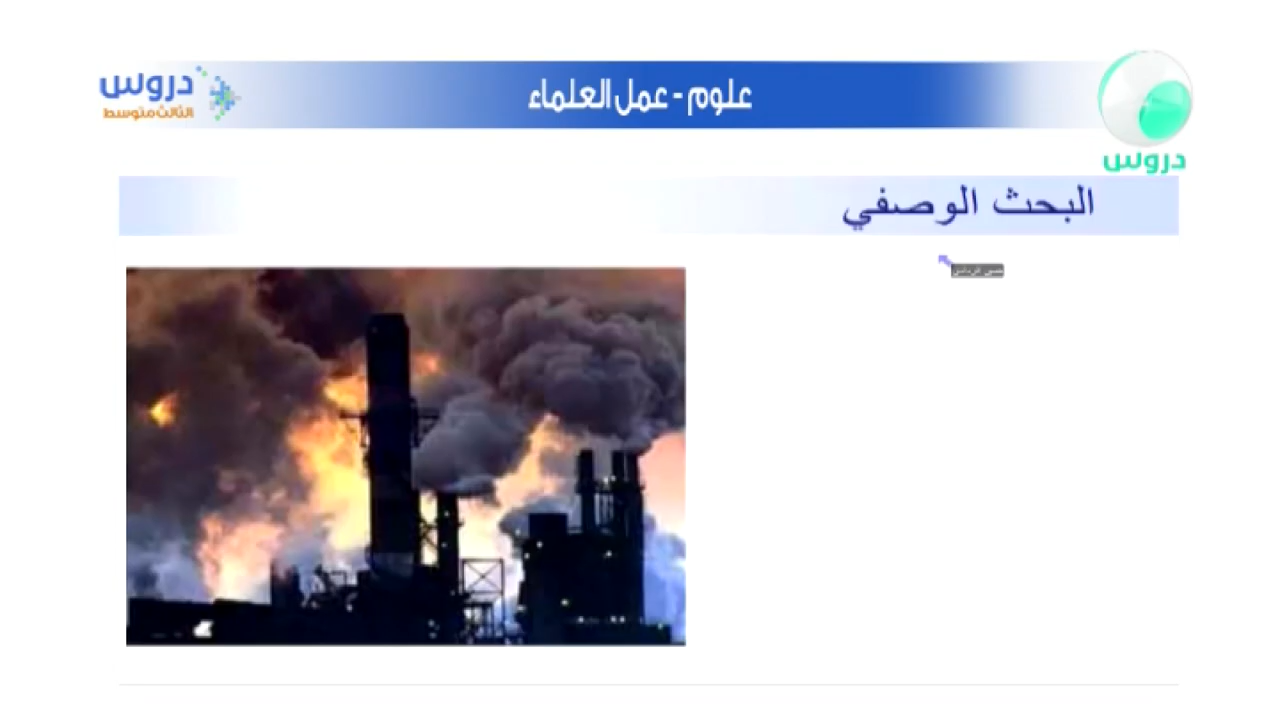 علوم - عمل العلماء
دروس
الثالث متوسط
دروس
البحث الوصفي